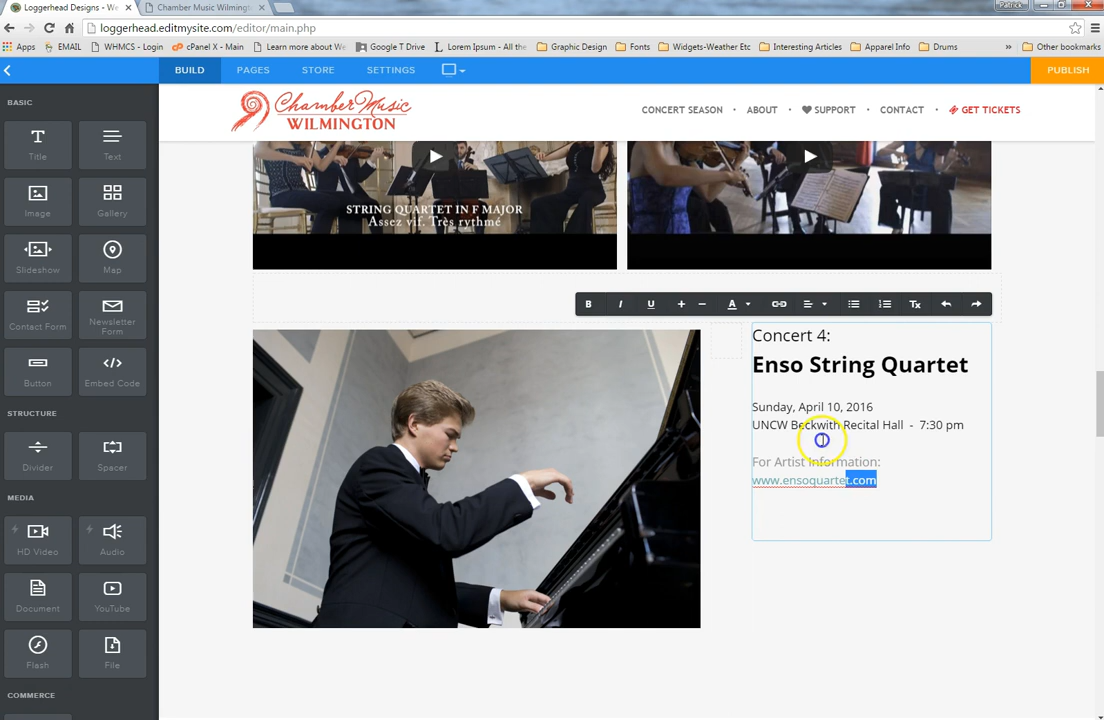 Loggerhead Designs - We
Chamber Music Wilmingt
Patrick
loggerhead.editmysite.com/editor/main.php
Apps
EMAIL
WHMCS - Login
cPanel X - Main
Learn more about We
Google T Drive
Lorem Ipsum - All the
Graphic Design
Fonts
Widgets-Weather Etc
Interesting Articles
Apparel Info
Drums
»
Other bookmarks
BUILD
PAGES
STORE
SETTINGS
PUBLISH
BASIC
Title
Text
Image
Gallery
Slideshow
Map
Contact Form
Newsletter
Form
Button
Embed Code
STRUCTURE
Divider
Spacer
MEDIA
HD Video
Audio
Document
YouTube
Flash
File
COMMERCE
Chamber Music
WILMINGTON
CONCERT SEASON • ABOUT • SUPPORT • CONTACT • GET TICKETS
STRING QUARTET IN F MAJOR
Assez vif. Très rythmé
B I U + − A Tx
Concert 4:
Enso String Quartet
Sunday, April 10, 2016
UNCW Beckwith Recital Hall - 7:30 pm
For Artist Information:
www.ensoquartet.com